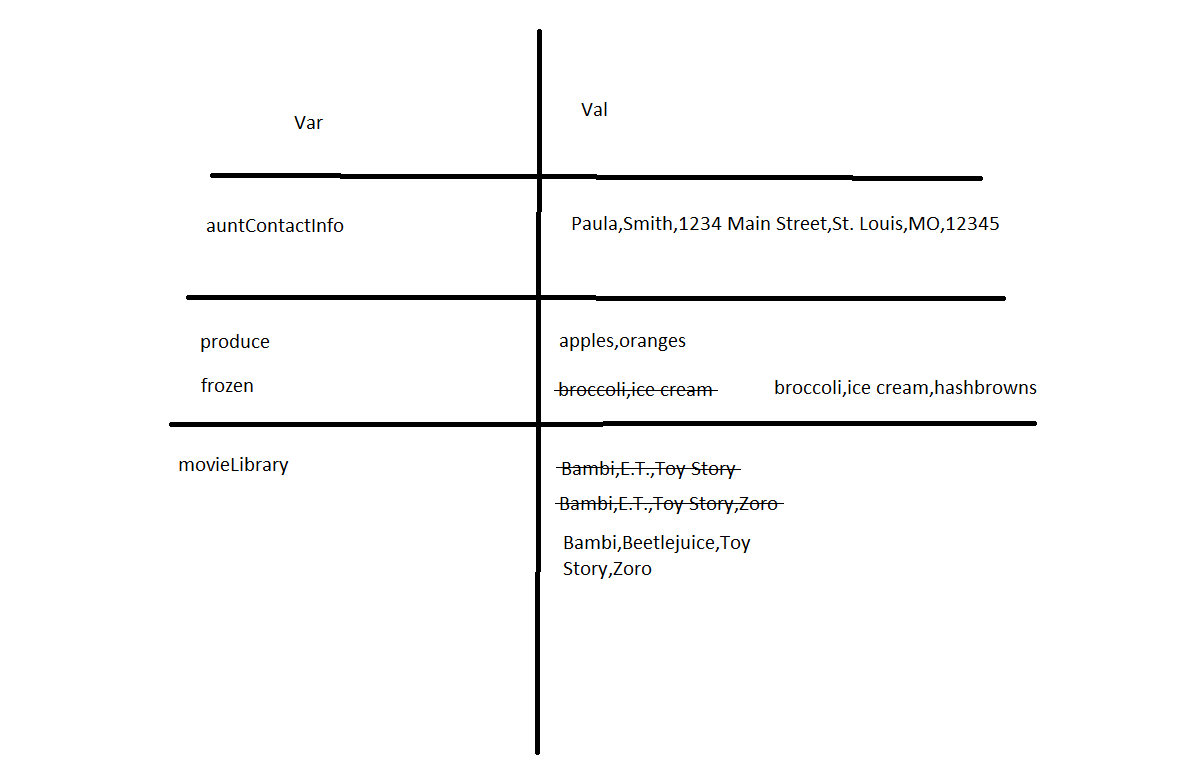 Var
Val
auntContactInfo
Paula,Smith,1234 Main Street,St. Louis,MO,12345
produce
apples,oranges
frozen
broccoli,ice cream
broccoli,ice cream,hashbrowns
movieLibrary
Bambi,E.T.,Toy Story
Bambi,E.T.,Toy Story,Zoro
Bambi,Beetlejuice,Toy
Story,Zoro